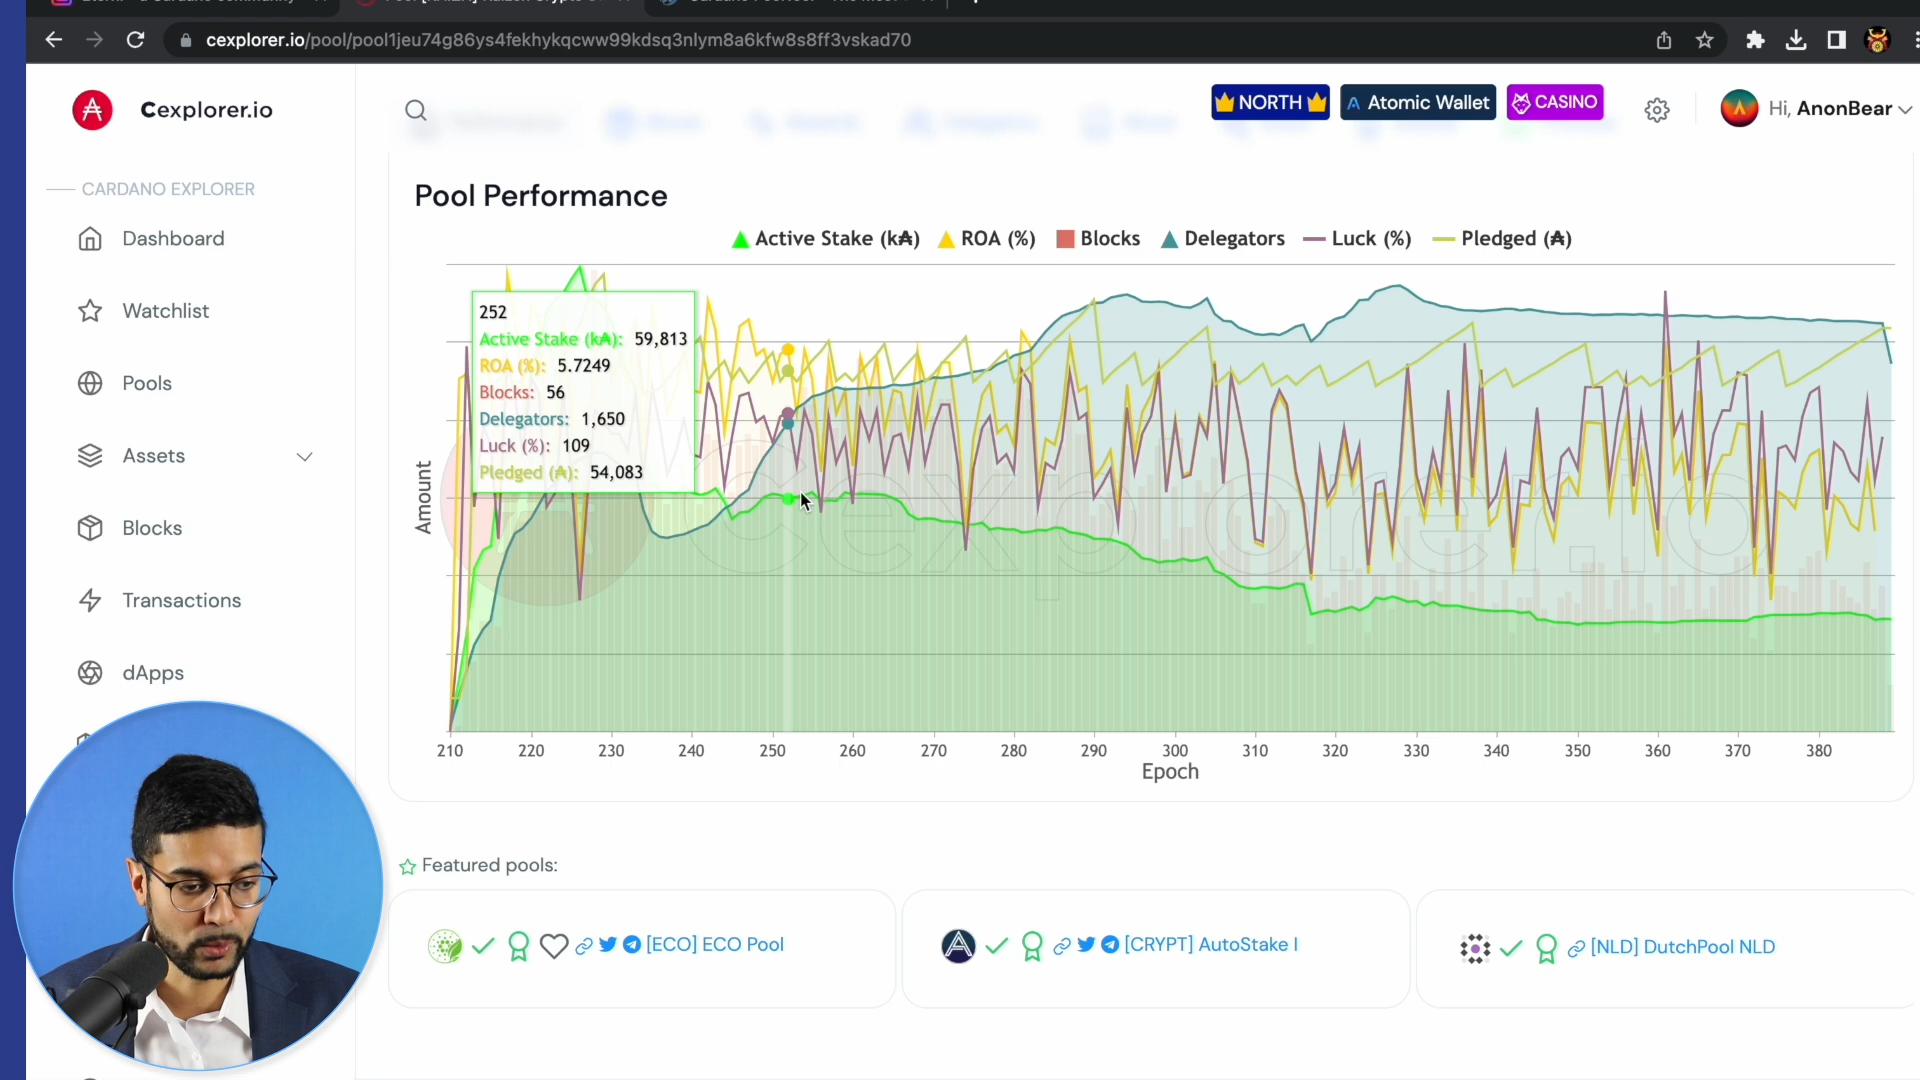 cexplorer.io/pool/pool1jeu74g86ys4fekhykqcww99kdsq3nlym8a6kfw8s8ff3vskad70
Cexplorer.io
NORTH
Atomic Wallet
CASINO
Hi, AnonBear
CARDANO EXPLORER
Dashboard
Watchlist
Pools
Assets
Blocks
Transactions
dApps
Pool Performance
Active Stake (k₳)
ROA (%)
Blocks
Delegators
Luck (%)
Pledged (₳)
252
Active Stake (k₳): 59,813
ROA (%): 5.7249
Blocks: 56
Delegators: 1,650
Luck (%): 109
Pledged (₳): 54,083
Amount
Cexplorer.io
210 220 230 240 250 260 270 280 290 300 310 320 330 340 350 360 370 380
Epoch
Featured pools:
[ECO] ECO Pool
[CRYPT] AutoStake I
[NLD] DutchPool NLD